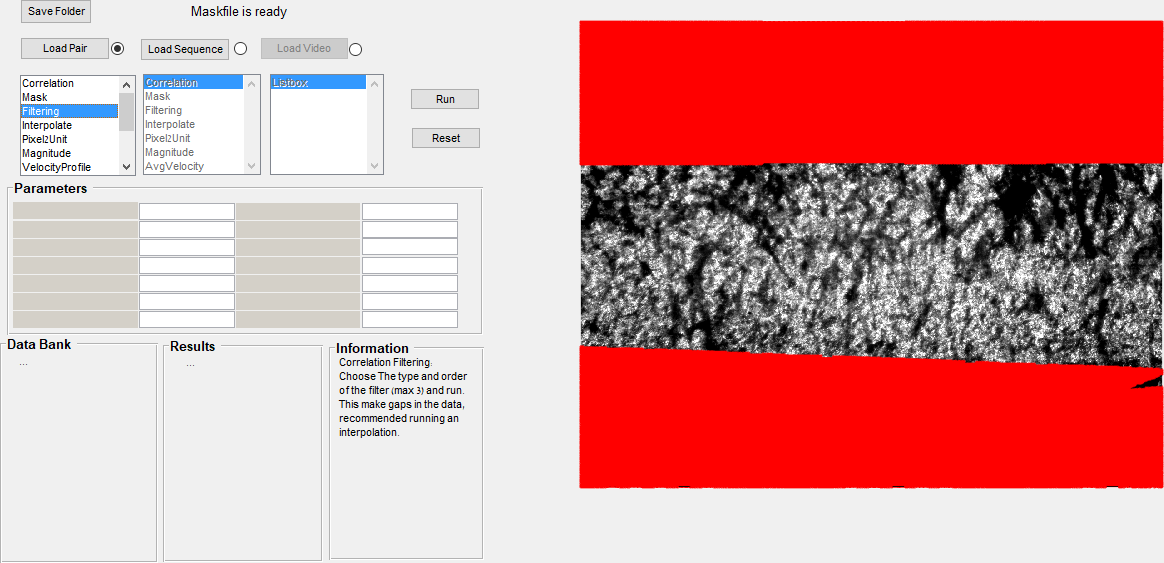 Save Folder
Maskfile is ready
Load Pair
Load Sequence
Load Video
Correlation
Mask
Filtering
Interpolate
Pixel2Unit
Magnitude
VelocityProfile
Correlation
Mask
Filtering
Interpolate
Pixel2Unit
Magnitude
AvgVelocity
Listbox
Run
Reset
Parameters
Data Bank
...
Results
...
Information
Correlation Filtering:
Choose The type and order
of the filter (max 3) and run.
This make gaps in the data,
recommended running an
interpolation.